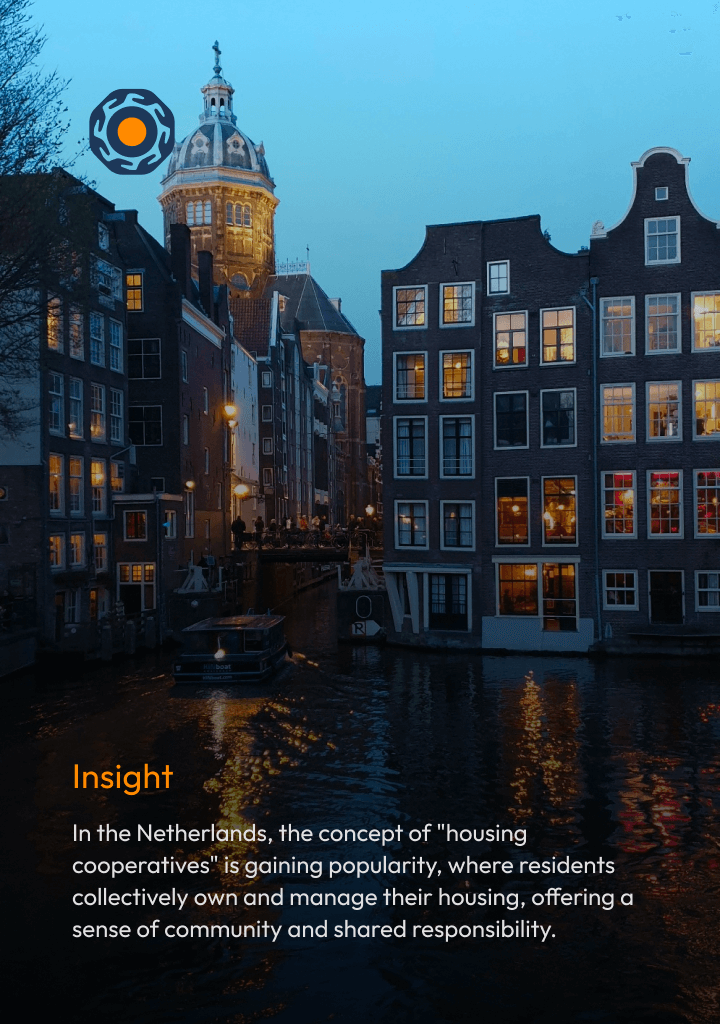 Insight
In the Netherlands, the concept of "housing
cooperatives" is gaining popularity, where residents
collectively own and manage their housing, offering a
sense of community and shared responsibility.